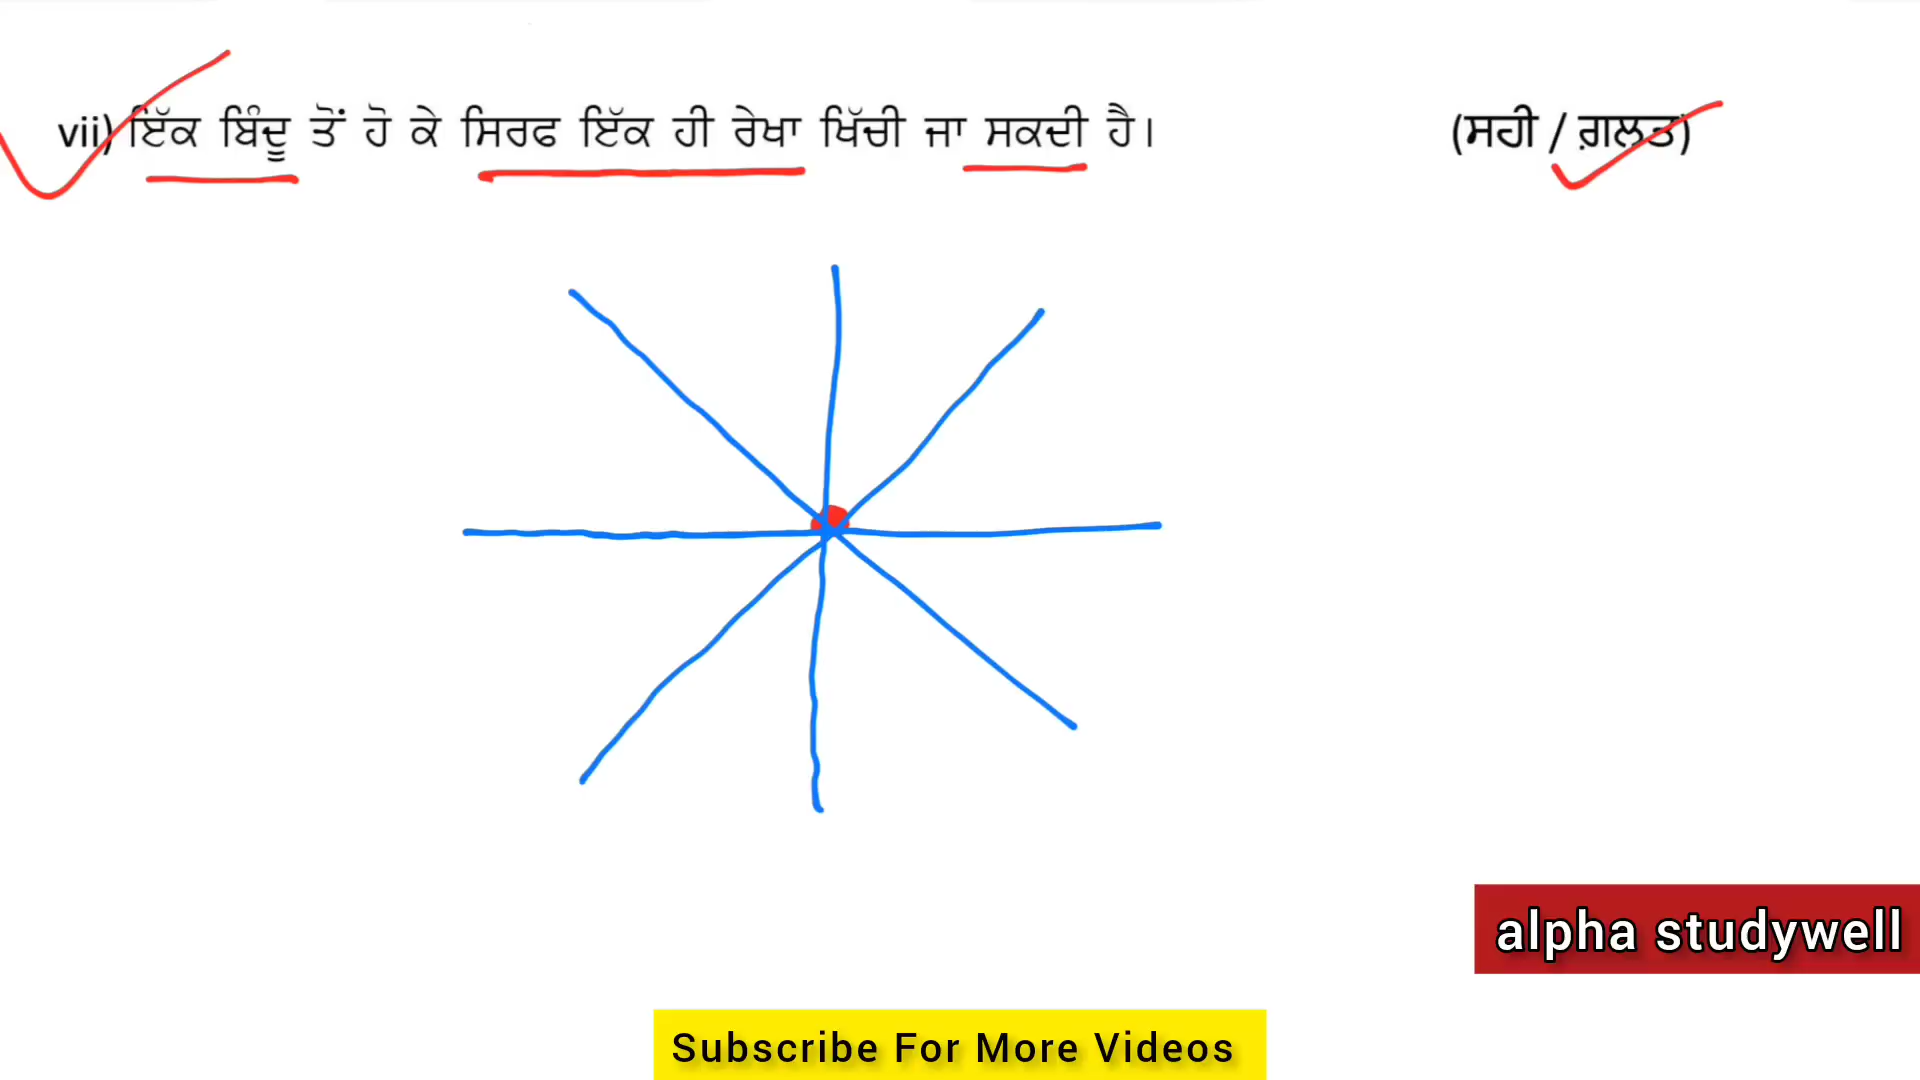 vii) ਇੱਕ ਬਿੰਦੂ ਤੋਂ ਹੋ ਕੇ ਸਿਰਫ ਇੱਕ ਹੀ ਰੇਖਾ ਖਿੱਚੀ ਜਾ ਸਕਦੀ ਹੈ। (ਸਹੀ / ਗ਼ਲਤ)
alpha studywell
Subscribe For More Videos